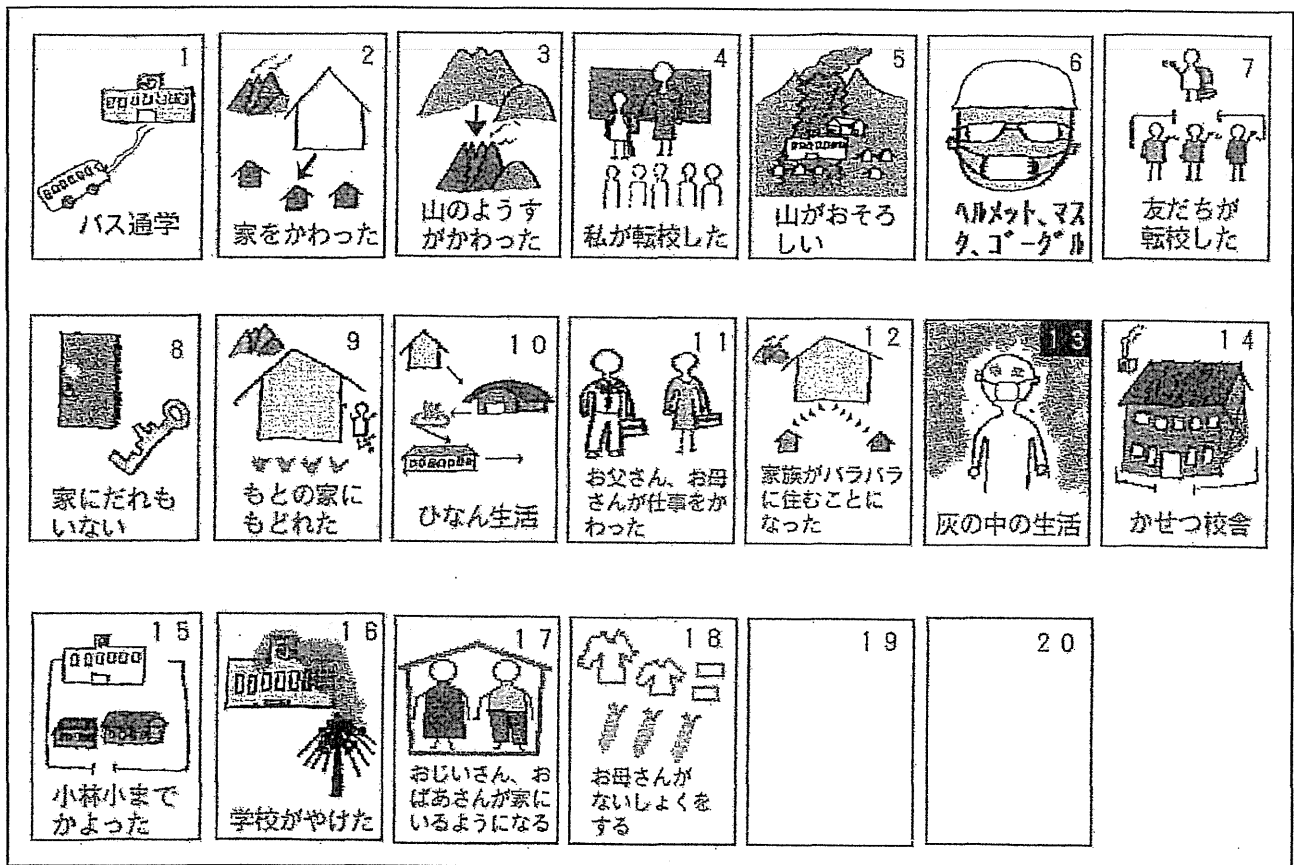 1
バス通学
2
家をかわった
3
山のようす
がかわった
4
私が転校した
5
山がおそろ
しい
6
ヘルメット、マス
ク、ゴーグル
7
友だちが
転校した
8
家にだれも
いない
9
もとの家に
もどれた
10
ひなん生活
11
お父さん、お母
さんが仕事をか
わった
12
家族がバラバラ
に住むことに
なった
13
灰の中の生活
14
かせつ校舎
15
小林小まで
かよった
16
学校がやけた
17
おじいさん、お
ばあさんが家に
いるようになる
18
お母さんが
ないしょくを
する
19
20